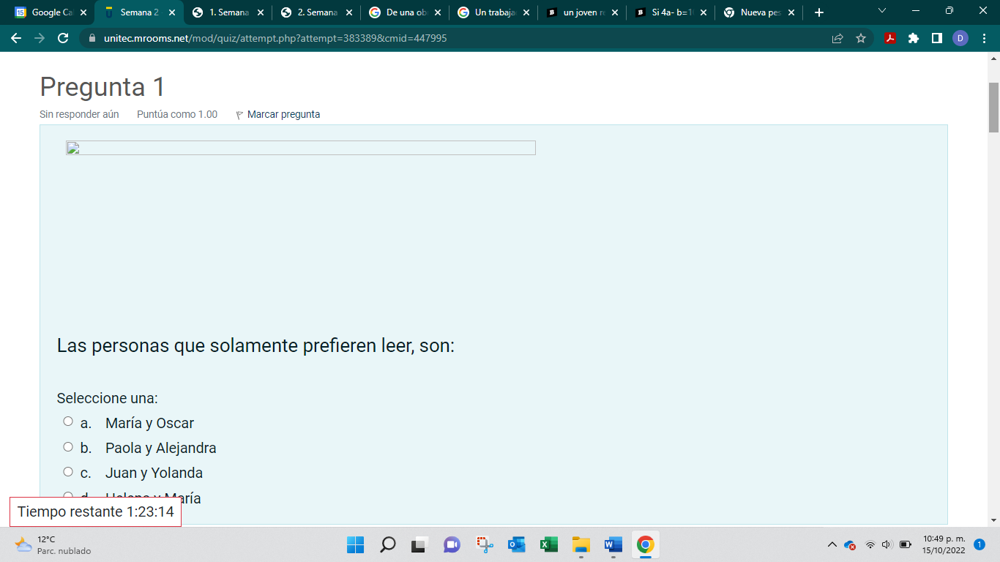 Google Ca
Semana 2
1. Semana
2. Semana
De una ob
Un trabaja
un joven re
Si 4a- b=1
Nueva pes
unitec.mrooms.net/mod/quiz/attempt.php?attempt=383389&cmid=447995
D
Pregunta 1
Sin responder aún Puntúa como 1.00 Marcar pregunta
Las personas que solamente prefieren leer, son:
Seleccione una:
a. María y Oscar
b. Paola y Alejandra
c. Juan y Yolanda
d. Helena y María
Tiempo restante 1:23:14
12°C
Parc. nublado
10:49 p. m.
15/10/2022
1